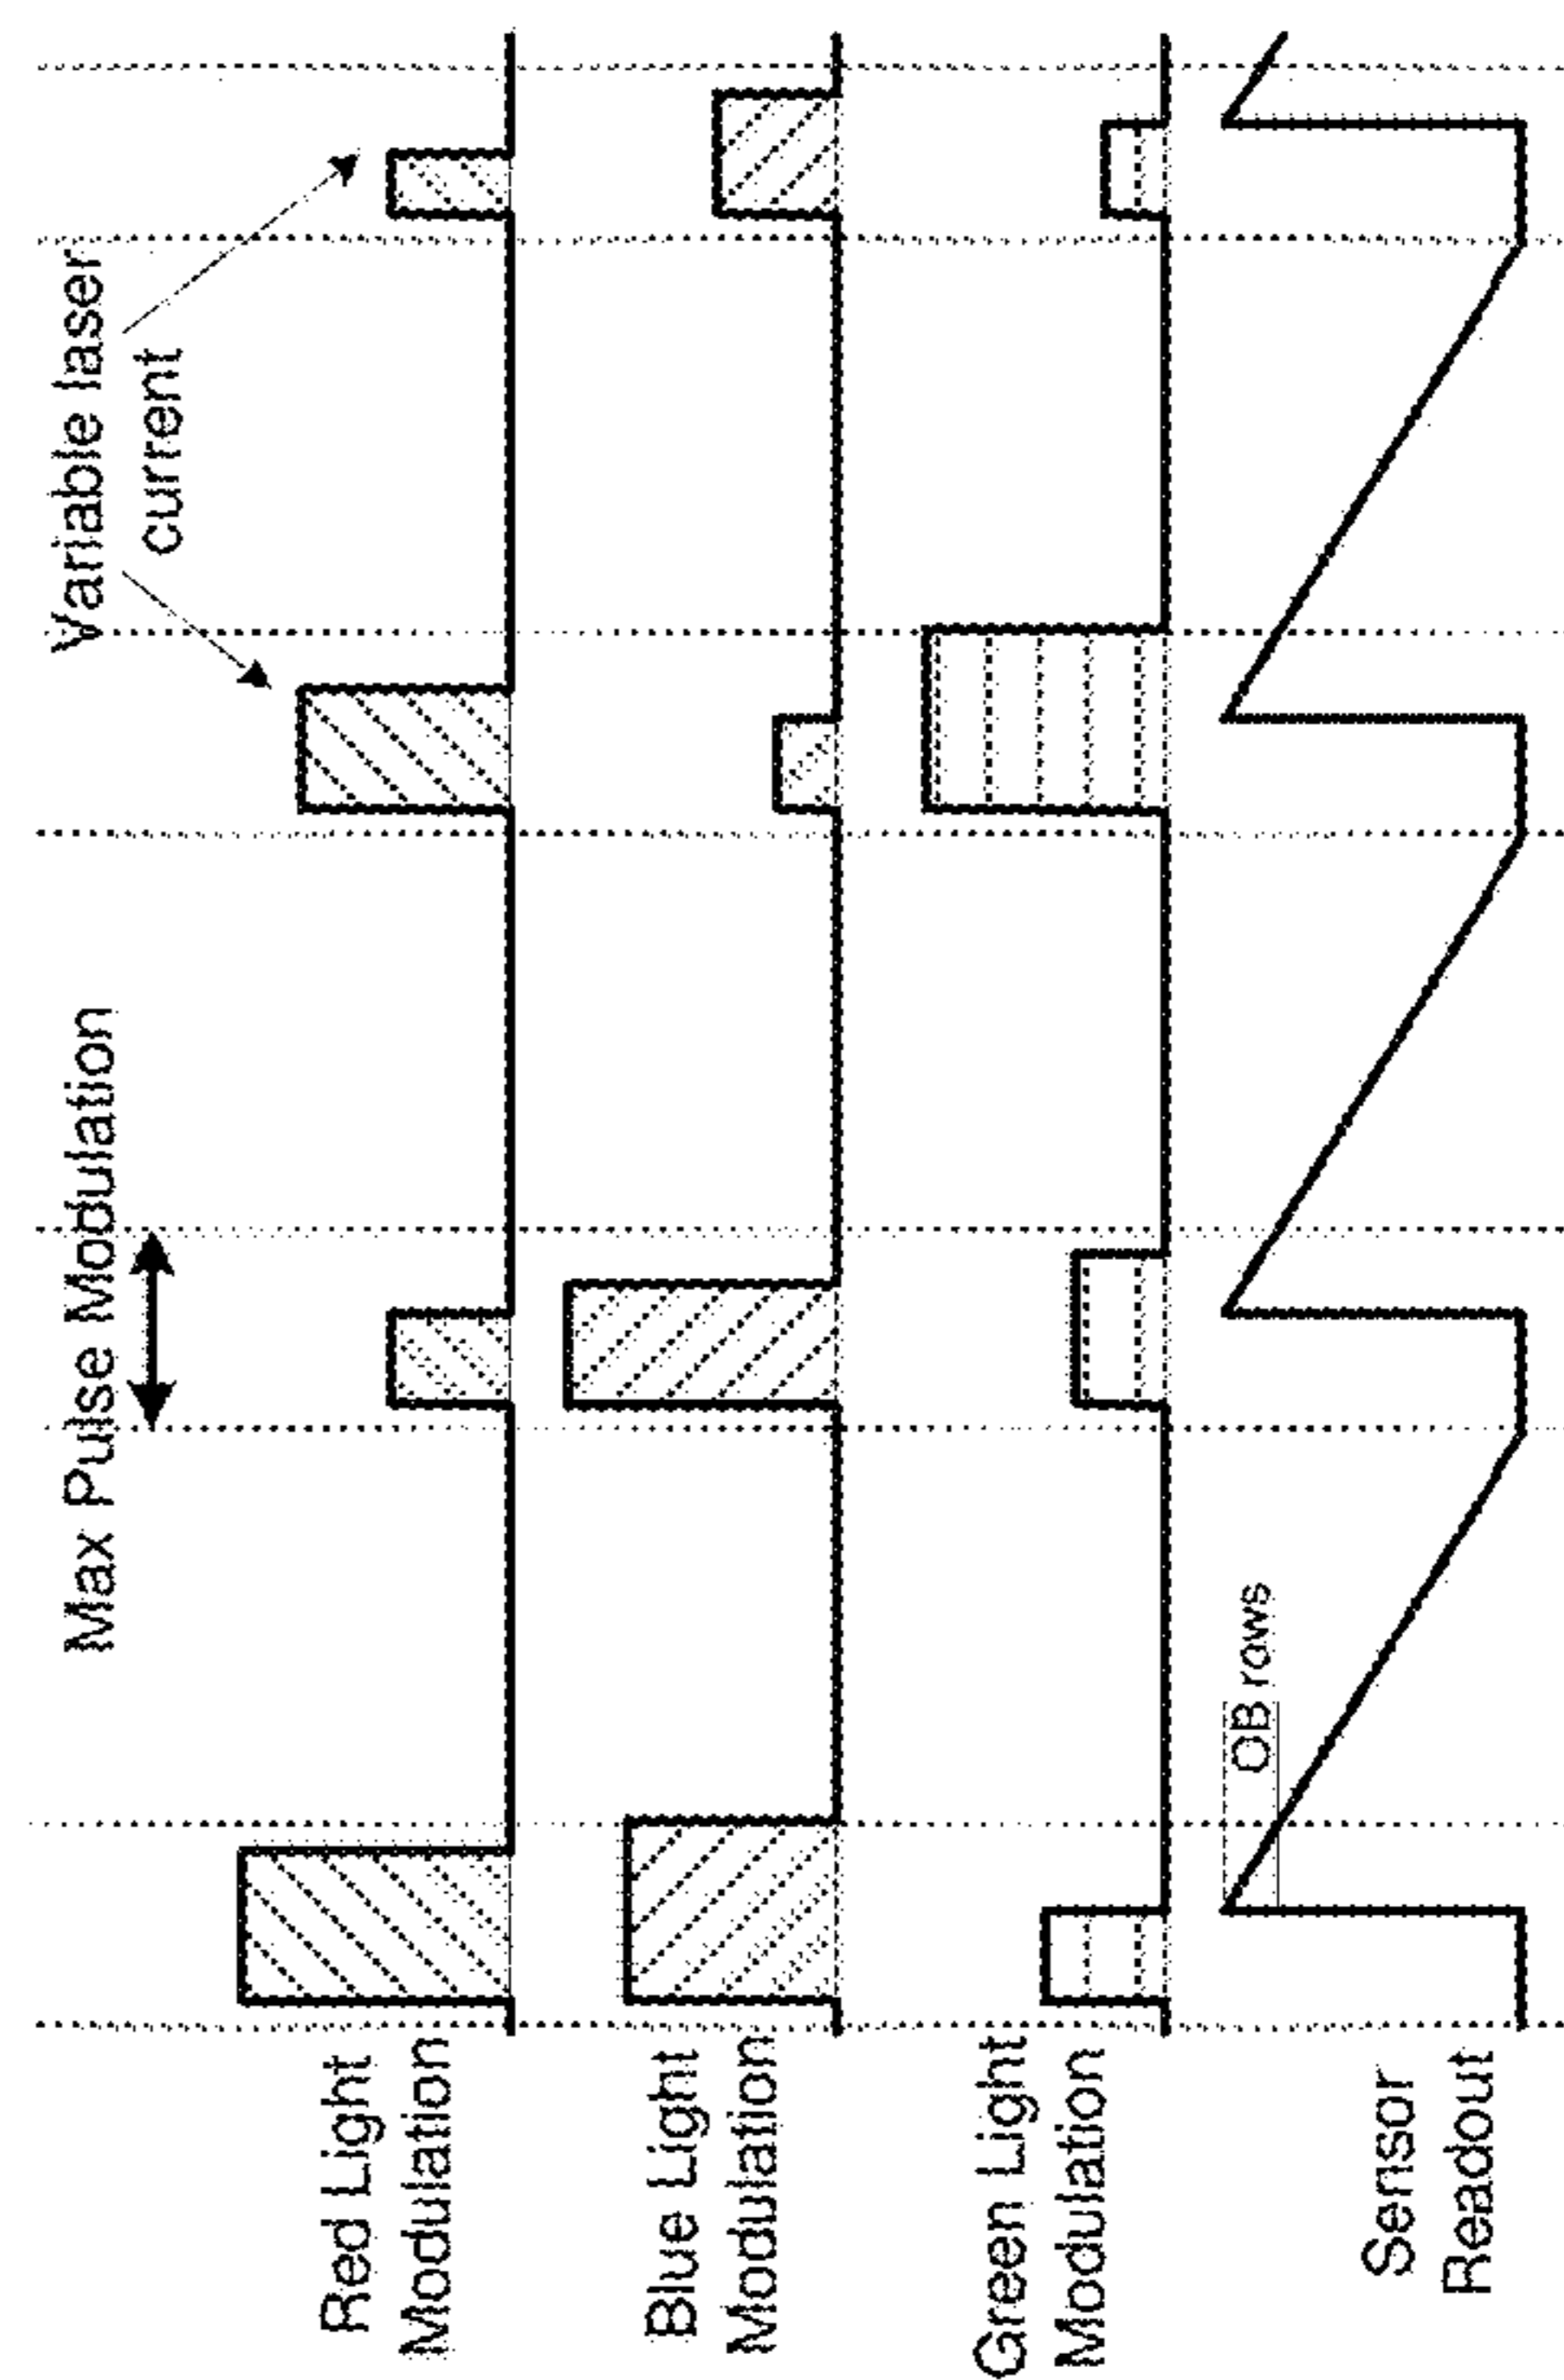 Max Pulse Modulation
Variable laser
current
Red Light
Modulation
Blue Light
Modulation
Green Light
Modulation
OB rows
Sensor
Readout